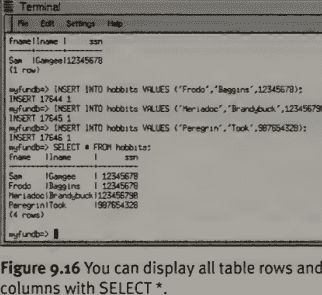 Terminal
File Edit Settings Help
fname|lname | ssn
Sam |Gamgee|12345678
(1 row)
myfundb=> INSERT INTO hobbits VALUES ('Frodo','Baggins',12345678);
INSERT 17644 1
myfundb=> INSERT INTO hobbits VALUES ('Meriadoc','Brandybuck',123456798
INSERT 17645 1
myfundb=> INSERT INTO hobbits VALUES ('Peregrin','Took',987654328);
INSERT 17646 1
myfundb=> SELECT * FROM hobbits;
fname |lname | ssn
Sam |Gamgee | 12345678
Frodo |Baggins | 12345678
Meriadoc|Brandybuck|123456798
Peregrin|Took |987654328
(4 rows)
myfundb=>
Figure 9.16 You can display all table rows and
columns with SELECT *.